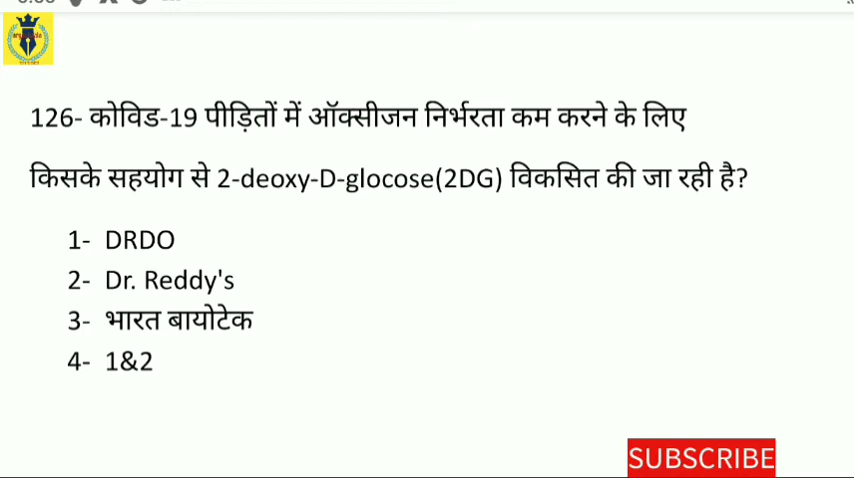 126- कोविड-19 पीड़ितों में ऑक्सीजन निर्भरता कम करने के लिए
किसके सहयोग से 2-deoxy-D-glocose(2DG) विकसित की जा रही है?
1- DRDO
2- Dr. Reddy's
3- भारत बायोटेक
4- 1&2
SUBSCRIBE